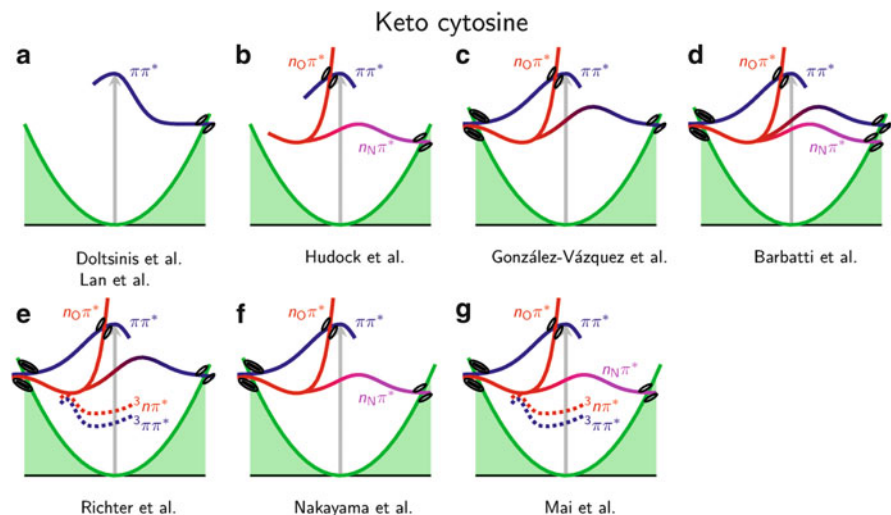 Keto cytosine
a
ππ*
Doltsinis et al.
Lan et al.
b
nOπ*
ππ*
nNπ*
Hudock et al.
c
nOπ*
ππ*
González-Vázquez et al.
d
nOπ*
ππ*
nNπ*
Barbatti et al.
e
nOπ*
ππ*
³nπ*
³ππ*
Richter et al.
f
nOπ*
ππ*
nNπ*
Nakayama et al.
g
nOπ*
ππ*
nNπ*
³nπ*
³ππ*
Mai et al.